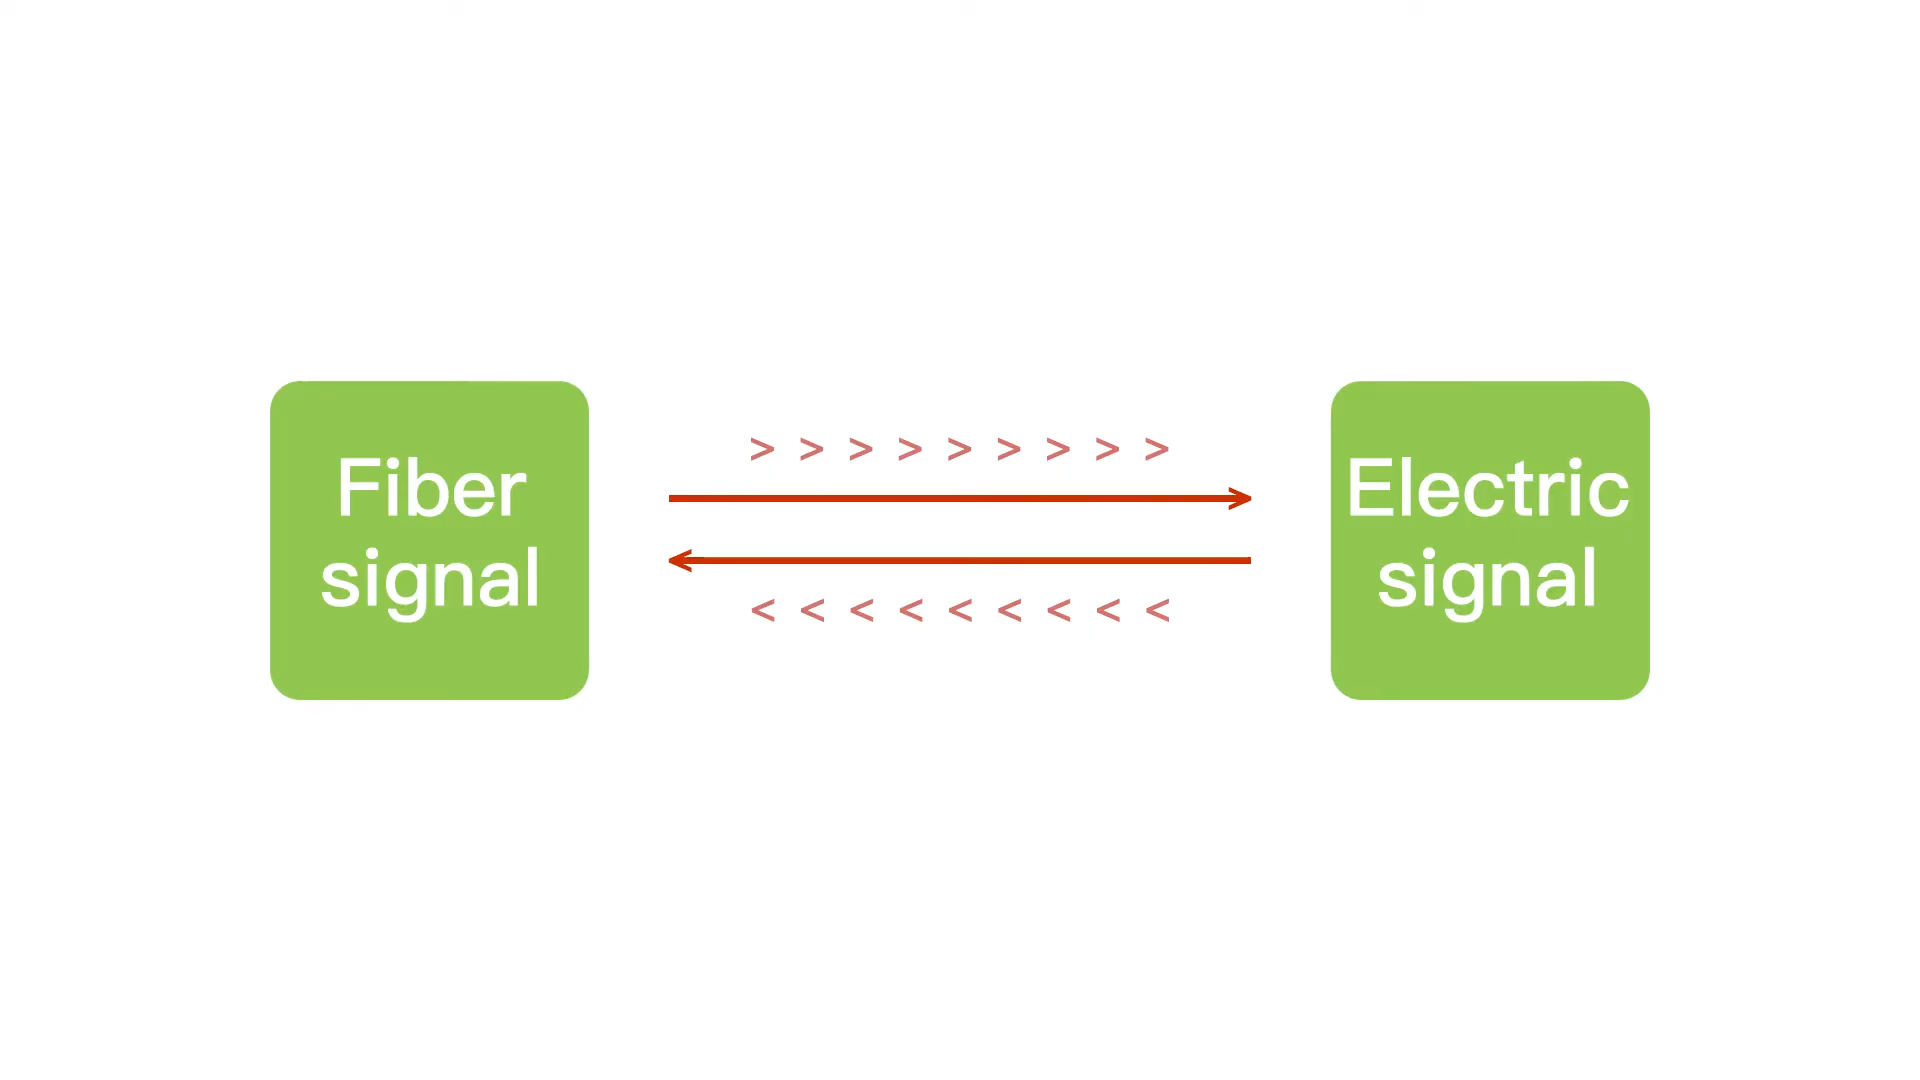 Fiber
signal
> > > > > > > > >
< < < < < < < < <
Electric
signal